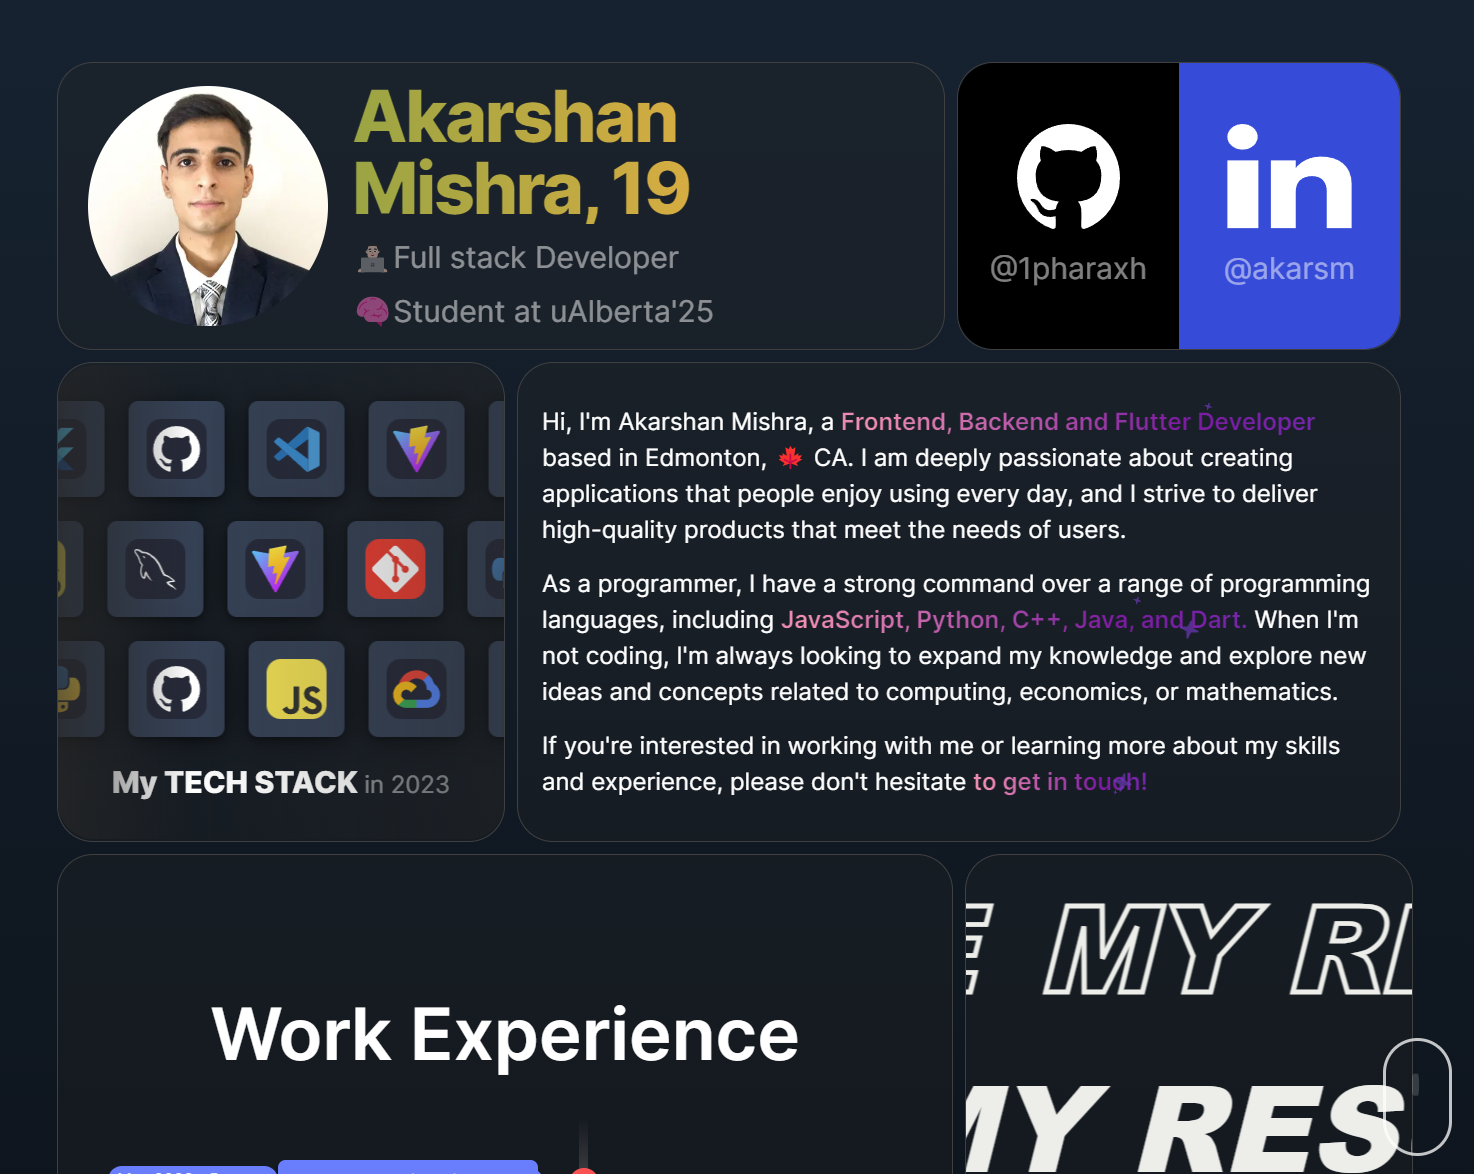 Akarshan
Mishra, 19
Full stack Developer
Student at uAlberta'25
@1pharaxh
in
@akarsm
JS
My TECH STACK in 2023
Hi, I'm Akarshan Mishra, a Frontend, Backend and Flutter Developer
based in Edmonton, 🍁 CA. I am deeply passionate about creating
applications that people enjoy using every day, and I strive to deliver
high-quality products that meet the needs of users.
As a programmer, I have a strong command over a range of programming
languages, including JavaScript, Python, C++, Java, and Dart. When I'm
not coding, I'm always looking to expand my knowledge and explore new
ideas and concepts related to computing, economics, or mathematics.
If you're interested in working with me or learning more about my skills
and experience, please don't hesitate to get in touch!
Work Experience
E MY RE
MY RES